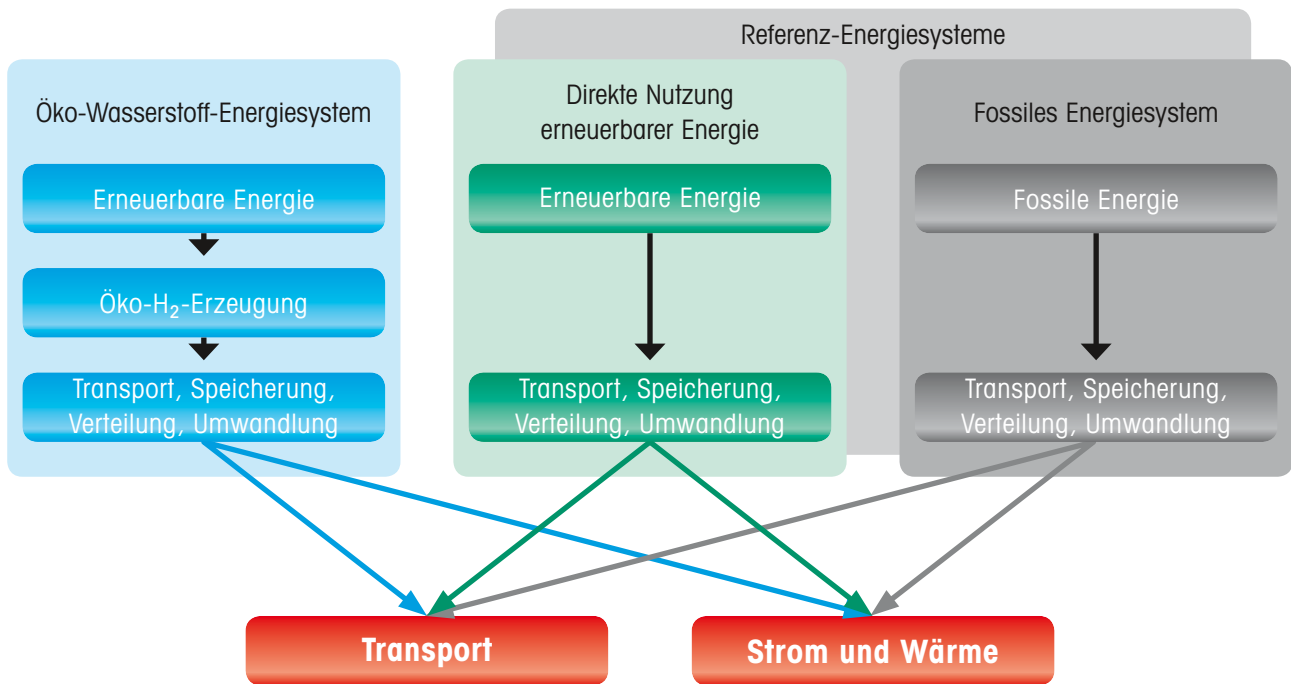 Referenz-Energiesysteme
Öko-Wasserstoff-Energiesystem
Erneuerbare Energie
Öko-H₂-Erzeugung
Transport, Speicherung,
Verteilung, Umwandlung
Direkte Nutzung
erneuerbarer Energie
Erneuerbare Energie
Transport, Speicherung,
Verteilung, Umwandlung
Fossiles Energiesystem
Fossile Energie
Transport, Speicherung,
Verteilung, Umwandlung
Transport
Strom und Wärme